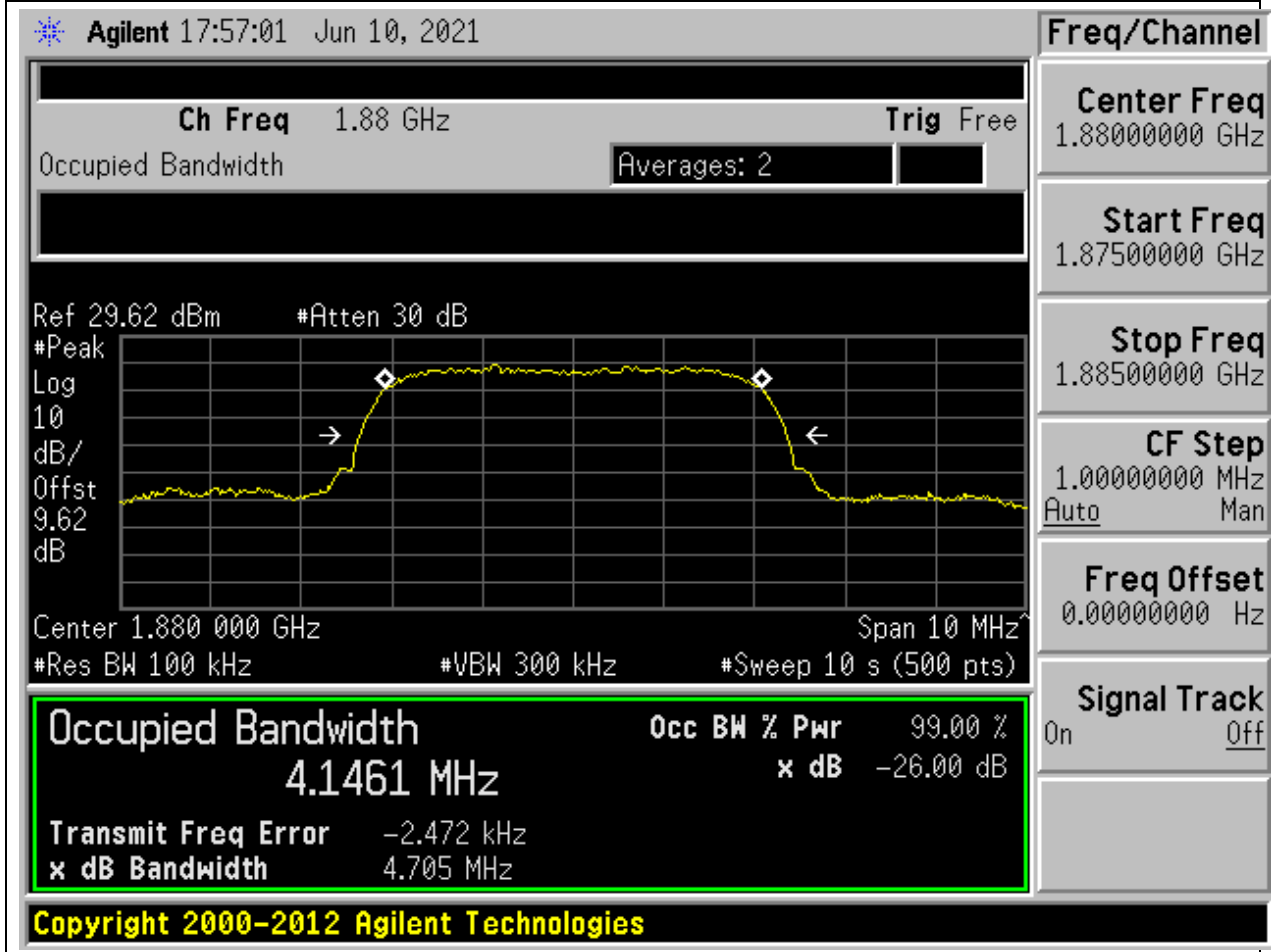 Agilent 17:57:01 Jun 10, 2021
Ch Freq 1.88 GHz Trig Free
Occupied Bandwidth Averages: 2
Ref 29.62 dBm #Atten 30 dB
#Peak
Log
10
dB/
Offst
9.62
dB
Center 1.880 000 GHz Span 10 MHz^
#Res BW 100 kHz #VBW 300 kHz #Sweep 10 s (500 pts)
Occupied Bandwidth Occ BW % Pwr 99.00 %
4.1461 MHz x dB -26.00 dB
Transmit Freq Error -2.472 kHz
x dB Bandwidth 4.705 MHz
Copyright 2000-2012 Agilent Technologies
Freq/Channel
Center Freq
1.88000000 GHz
Start Freq
1.87500000 GHz
Stop Freq
1.88500000 GHz
CF Step
1.00000000 MHz
Auto Man
Freq Offset
0.00000000 Hz
Signal Track
On Off